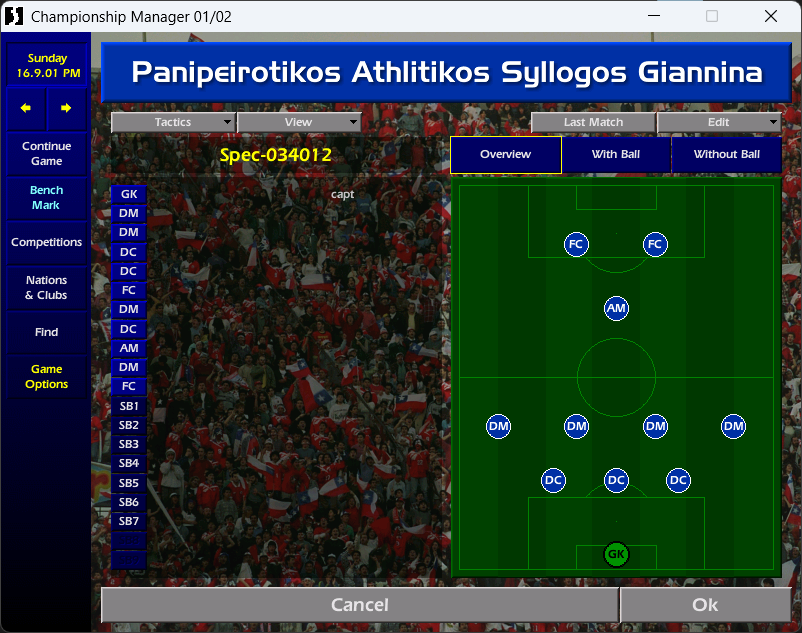 Championship Manager 01/02
Sunday
16.9.01 PM
Continue
Game
Bench
Mark
Competitions
Nations
& Clubs
Find
Game
Options
Panipeirotikos Athlitikos Syllogos Giannina
Tactics View Last Match Edit
Spec-034012
Overview With Ball Without Ball
GK capt
DM
DM
DC
DC
FC
DM
DC
AM
DM
FC
SB1
SB2
SB3
SB4
SB5
SB6
SB7
FC FC
AM
DM DM DM DM
DC DC DC
GK
Cancel Ok